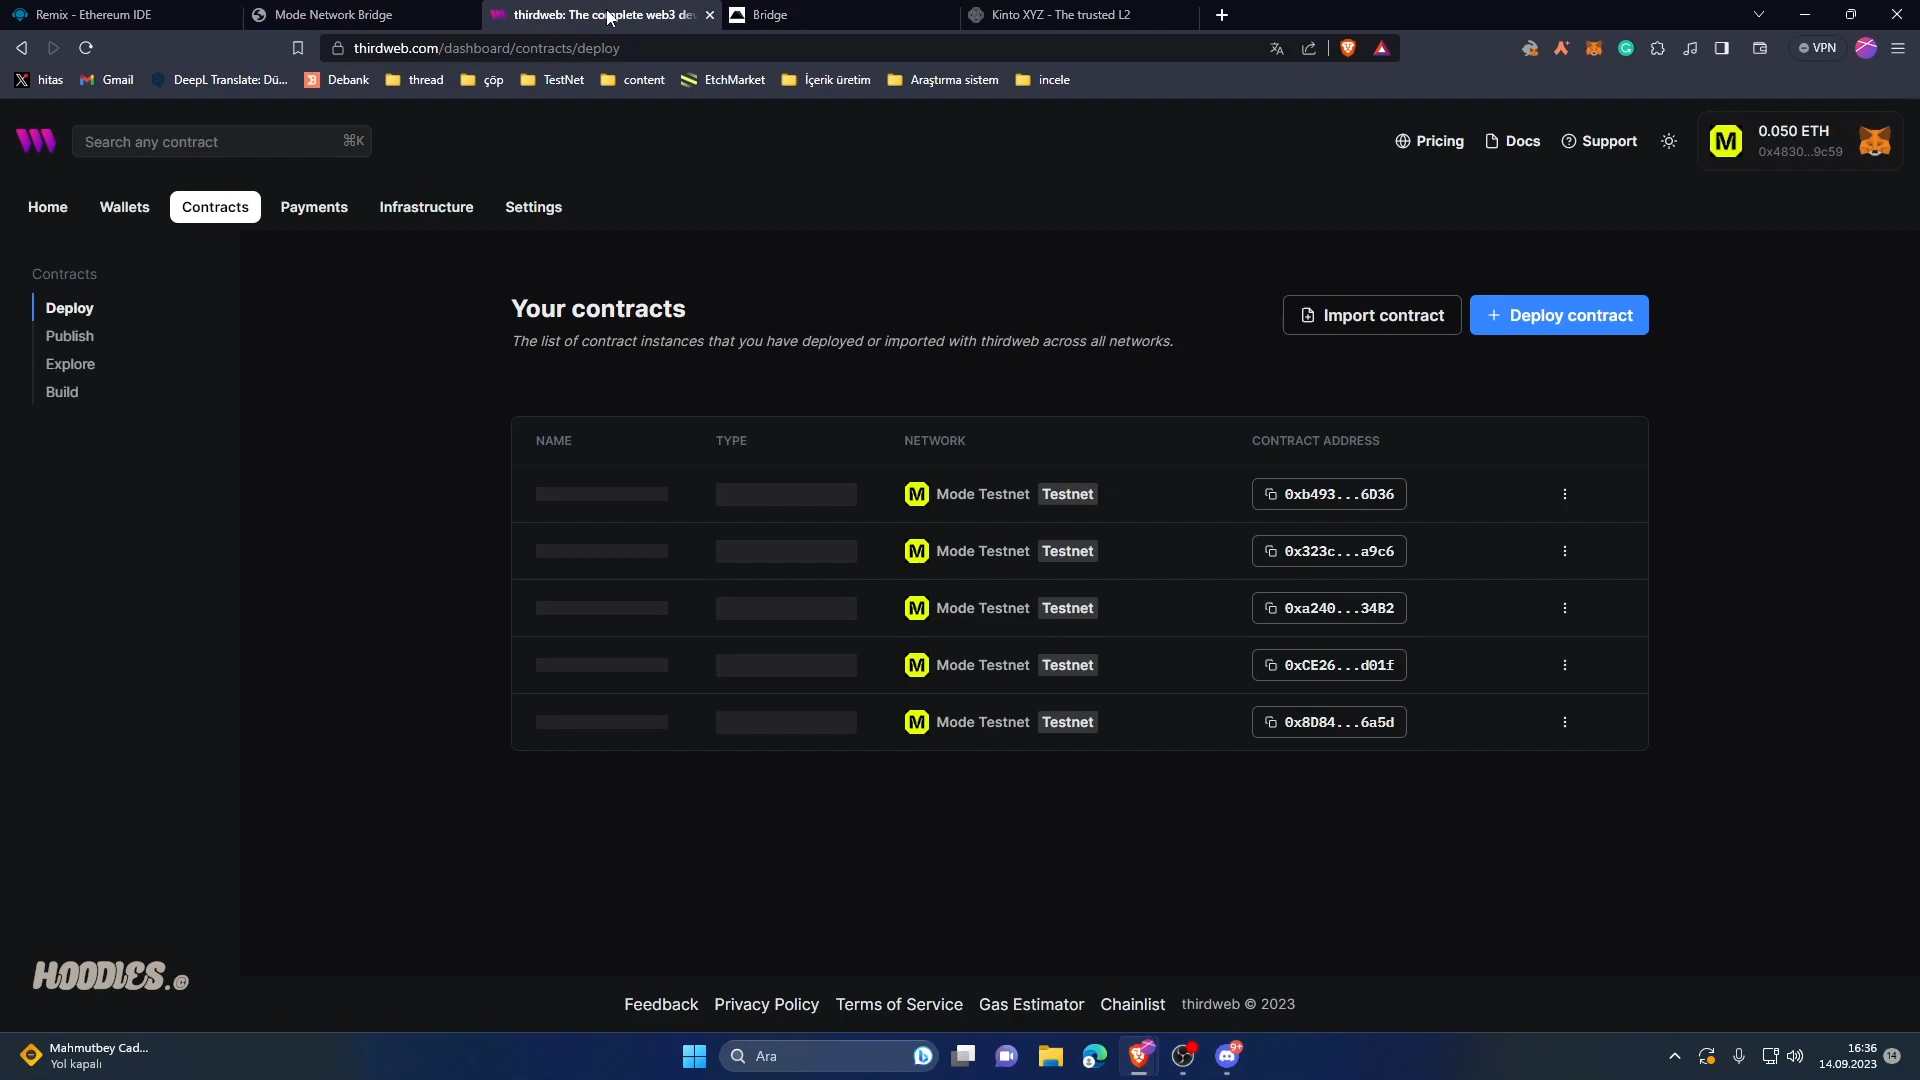 Remix - Ethereum IDE
Mode Network Bridge
thirdweb: The complete web3 de
Bridge
Kinto XYZ - The trusted L2
thirdweb.com/dashboard/contracts/deploy
VPN
hitas
Gmail
DeepL Translate: Dü...
Debank
thread
çöp
TestNet
content
EtchMarket
İçerik üretim
Araştırma sistem
incele
Search any contract
⌘K
Pricing
Docs
Support
M
0.050 ETH
0x4830...9c59
Home
Wallets
Contracts
Payments
Infrastructure
Settings
Contracts
Deploy
Publish
Explore
Build
Your contracts
The list of contract instances that you have deployed or imported with thirdweb across all networks.
Import contract
+ Deploy contract
NAME
TYPE
NETWORK
CONTRACT ADDRESS
M Mode Testnet Testnet 0xb493...6D36
M Mode Testnet Testnet 0x323c...a9c6
M Mode Testnet Testnet 0xa240...34B2
M Mode Testnet Testnet 0xCE26...d01f
M Mode Testnet Testnet 0x8D84...6a5d
HOODIES.@
Feedback
Privacy Policy
Terms of Service
Gas Estimator
Chainlist
thirdweb © 2023
Mahmutbey Cad...
Yol kapalı
Ara
9+
16:36
14.09.2023
14